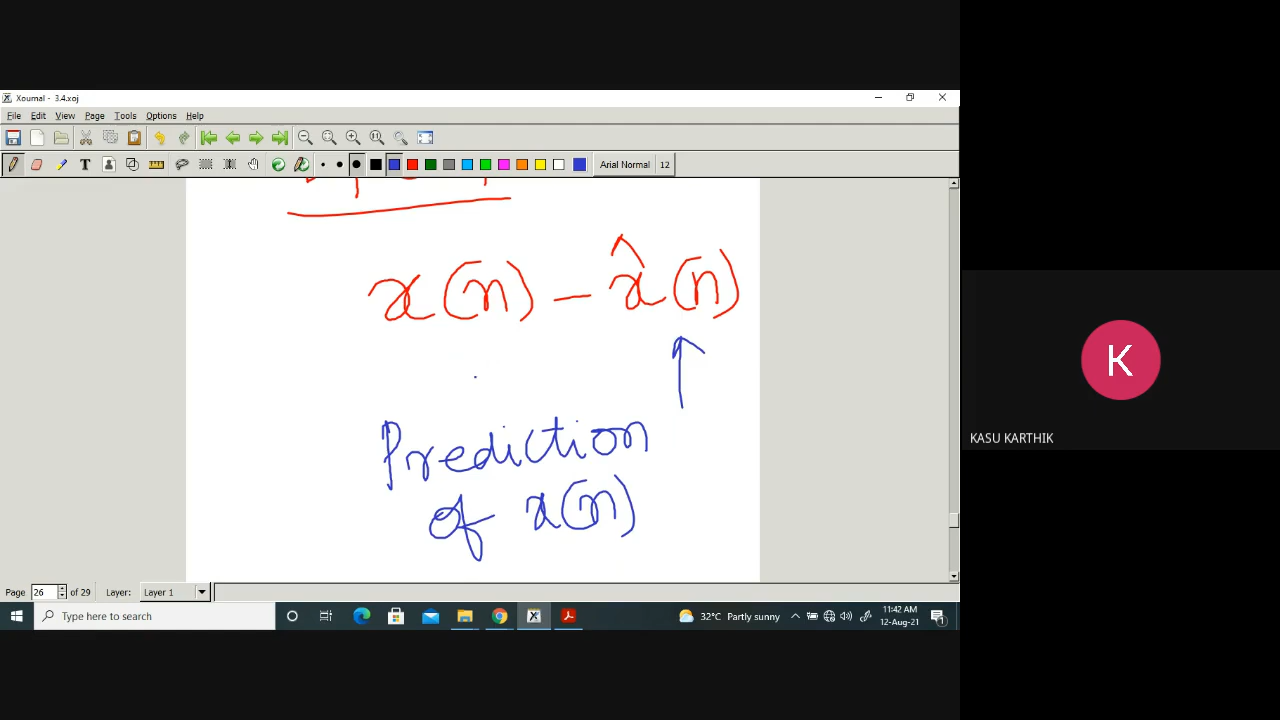 Xournal - 3.4.xoj
File Edit View Page Tools Options Help
Arial Normal 12
x(n) - x̂(n)
Prediction
of x(n)
KASU KARTHIK
K
Page 26 of 29 Layer: Layer 1
Type here to search
32°C Partly sunny
11:42 AM
12-Aug-21
1